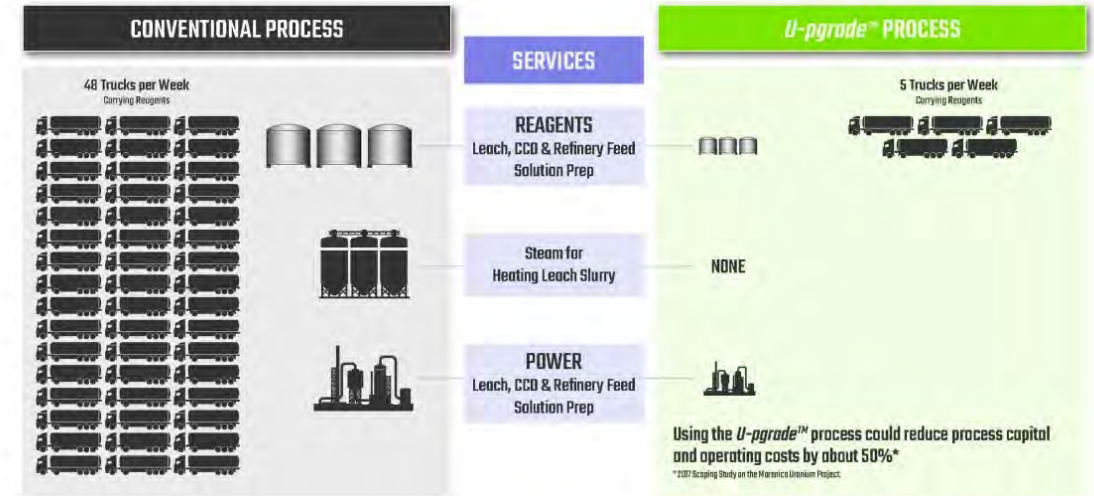 CONVENTIONAL PROCESS
48 Trucks per Week
Carrying Reagents
SERVICES
REAGENTS
Leach, CCD & Refinery Feed
Solution Prep
Steam for
Heating Leach Slurry
POWER
Leach, CCD & Refinery Feed
Solution Prep
U-pgrade™ PROCESS
5 Trucks per Week
Carrying Reagents
NONE
Using the U-pgrade™ process could reduce process capital
and operating costs by about 50%*
*2017 Scoping Study on the Marenica Uranium Project.